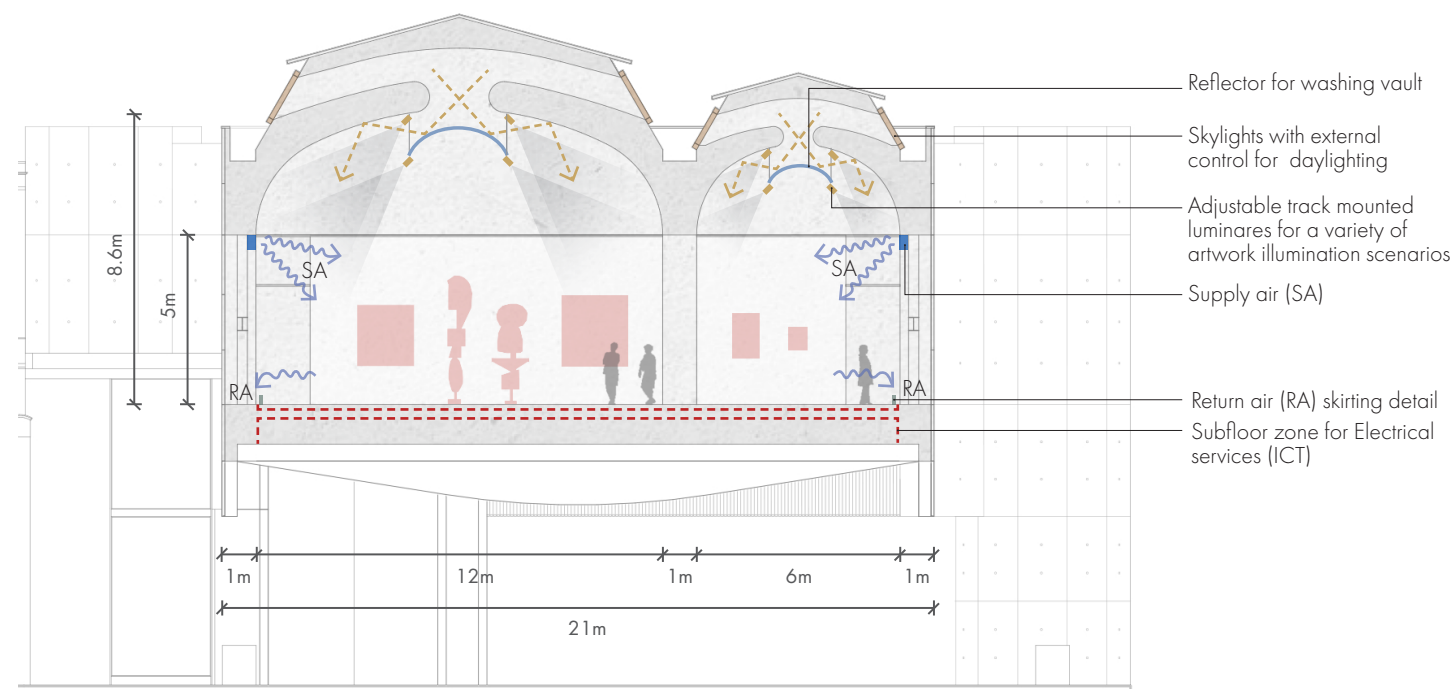 Reflector for washing vault
Skylights with external
control for daylighting
Adjustable track mounted
luminares for a variety of
artwork illumination scenarios
Supply air (SA)
Return air (RA) skirting detail
Subfloor zone for Electrical
services (ICT)
8.6m
5m
SA
SA
RA
RA
1m
12m
1m
6m
1m
21m